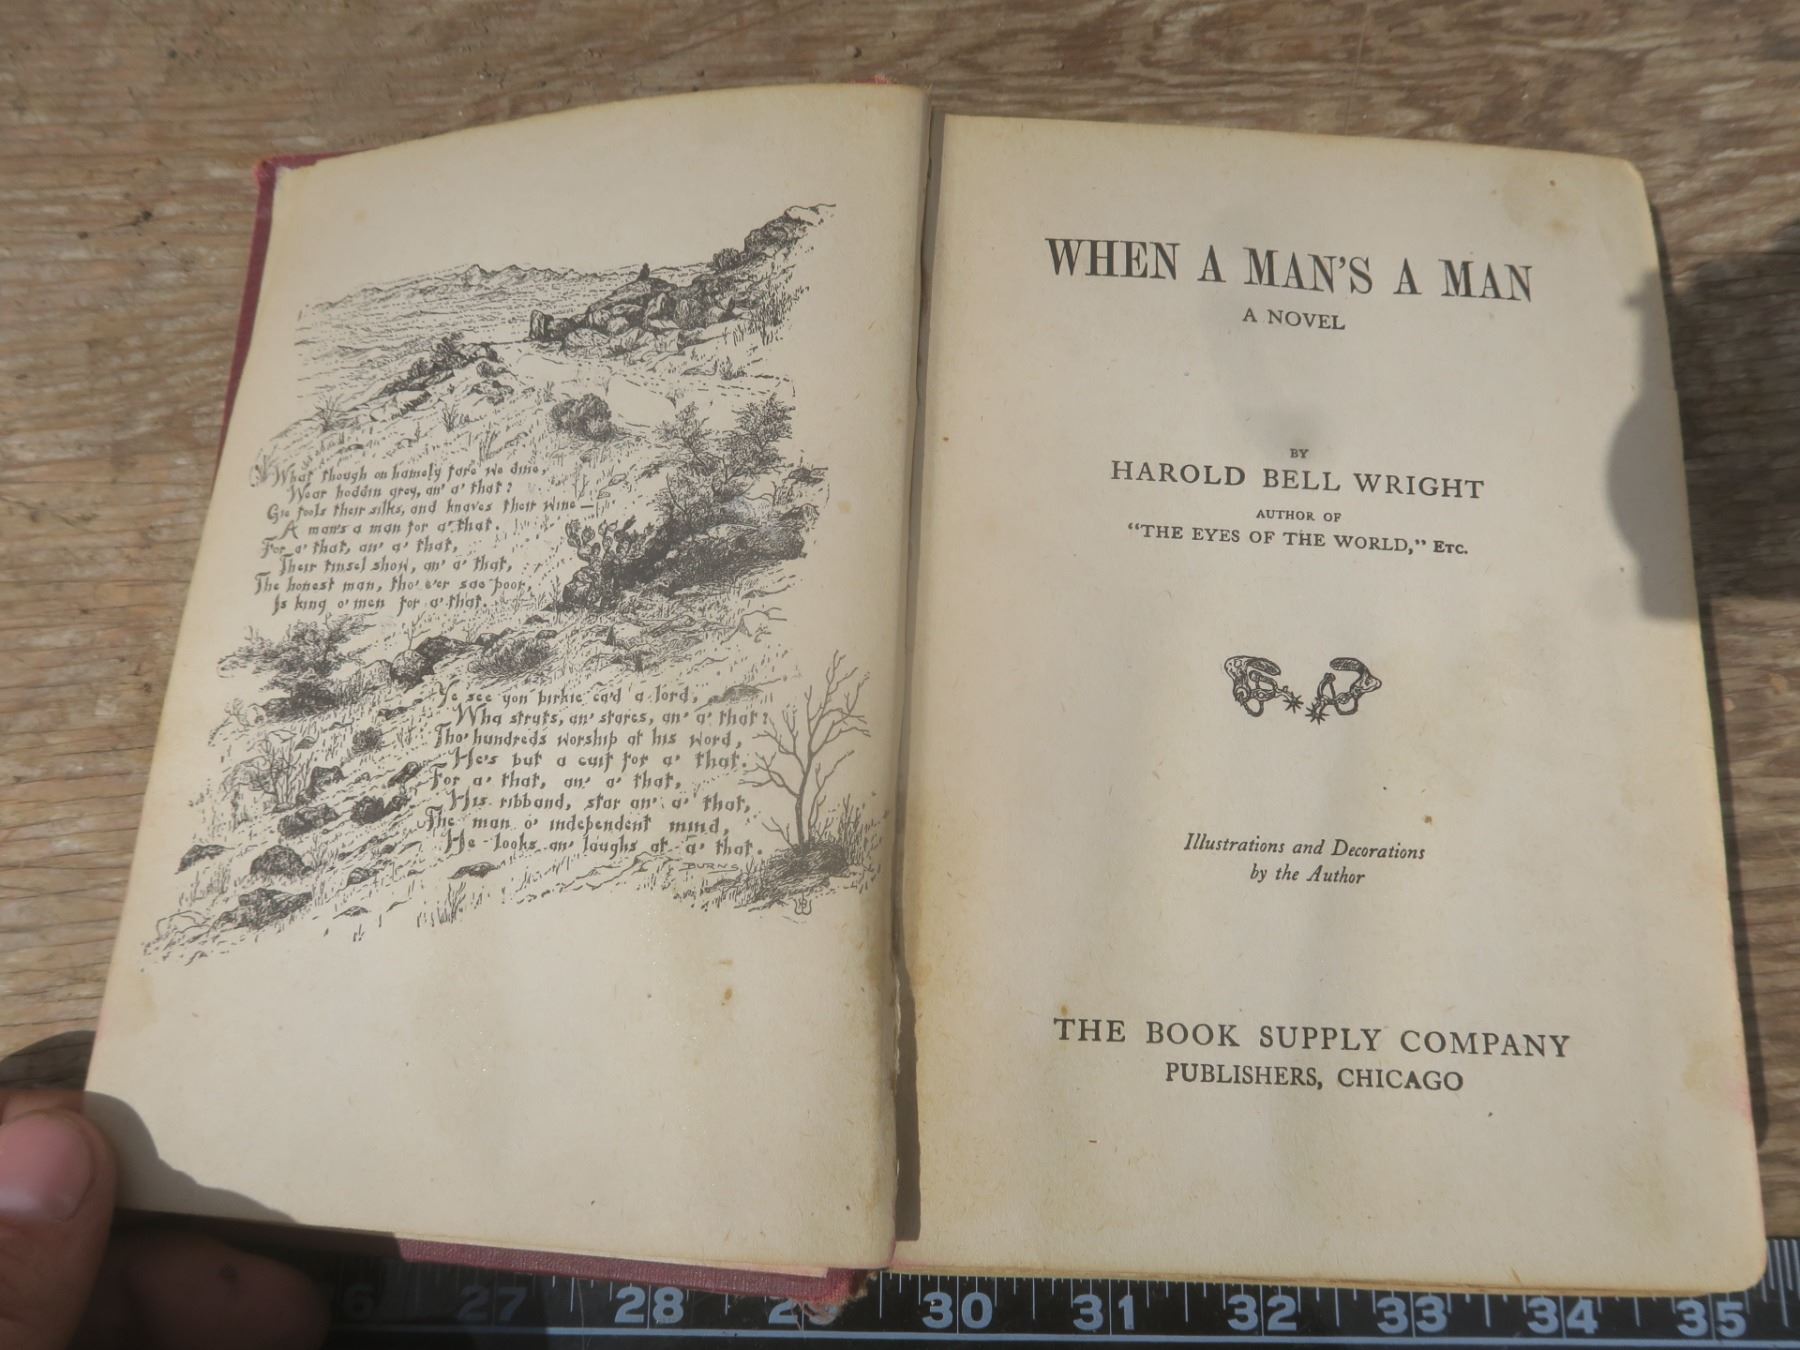 What though on hamely fare we dine,
Wear hoddin grey, an' a' that?
Gie fools their silks, and knaves their wine —
A man's a man for a' that.
For a' that, an' a' that,
Their tinsel show, an' a' that,
The honest man, tho' e'er sae poor,
Is king o' men for a' that.
Ye see yon birkie ca'd a lord,
Wha struts, an' stares, an' a' that?
Tho' hundreds worship at his word,
He's but a cuif for a' that.
For a' that, an' a' that,
His ribband, star an' a' that,
The man o' independent mind,
He looks an' laughs at a' that.
BURNS
WHEN A MAN'S A MAN
A NOVEL
BY
HAROLD BELL WRIGHT
AUTHOR OF
"THE EYES OF THE WORLD," ETC.
Illustrations and Decorations
by the Author
THE BOOK SUPPLY COMPANY
PUBLISHERS, CHICAGO
26 27 28 29 30 31 32 33 34 35